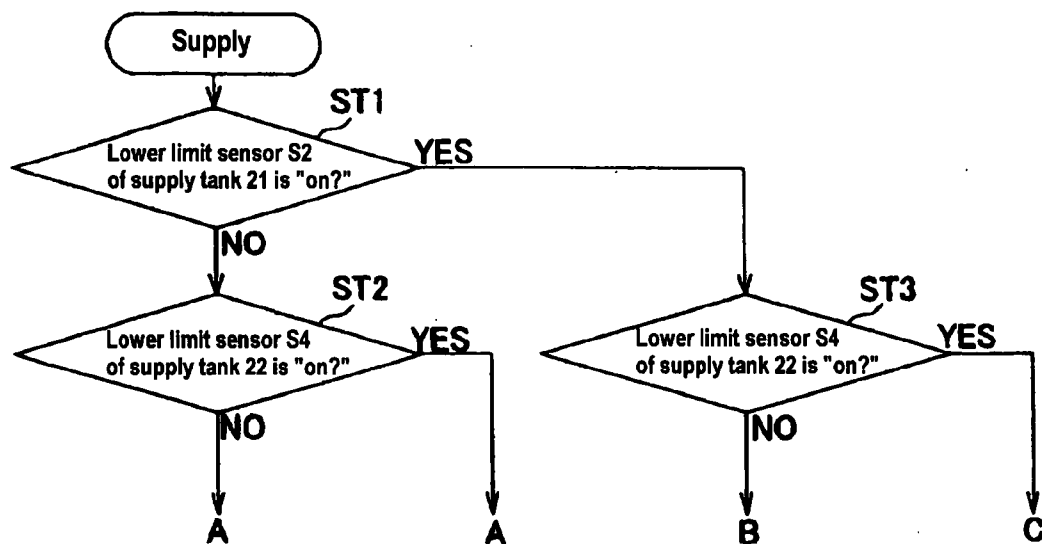 Supply
ST1
Lower limit sensor S2
of supply tank 21 is "on?"
YES
NO
ST2
Lower limit sensor S4
of supply tank 22 is "on?"
YES
NO
ST3
Lower limit sensor S4
of supply tank 22 is "on?"
YES
NO
A
A
B
C